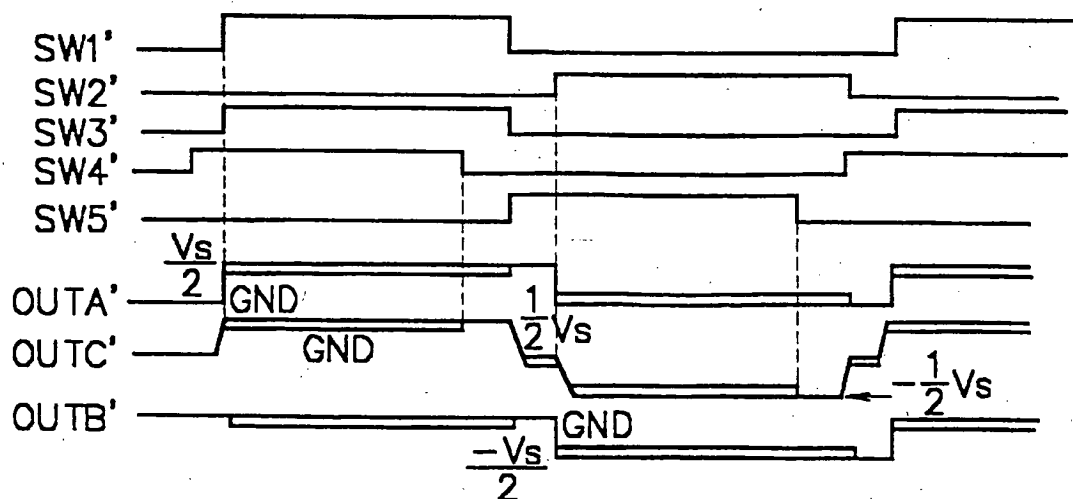 SW1'
SW2'
SW3'
SW4'
SW5'
Vs/2
OUTA'
GND
1/2 Vs
OUTC'
GND
-1/2 Vs
OUTB'
GND
-Vs/2